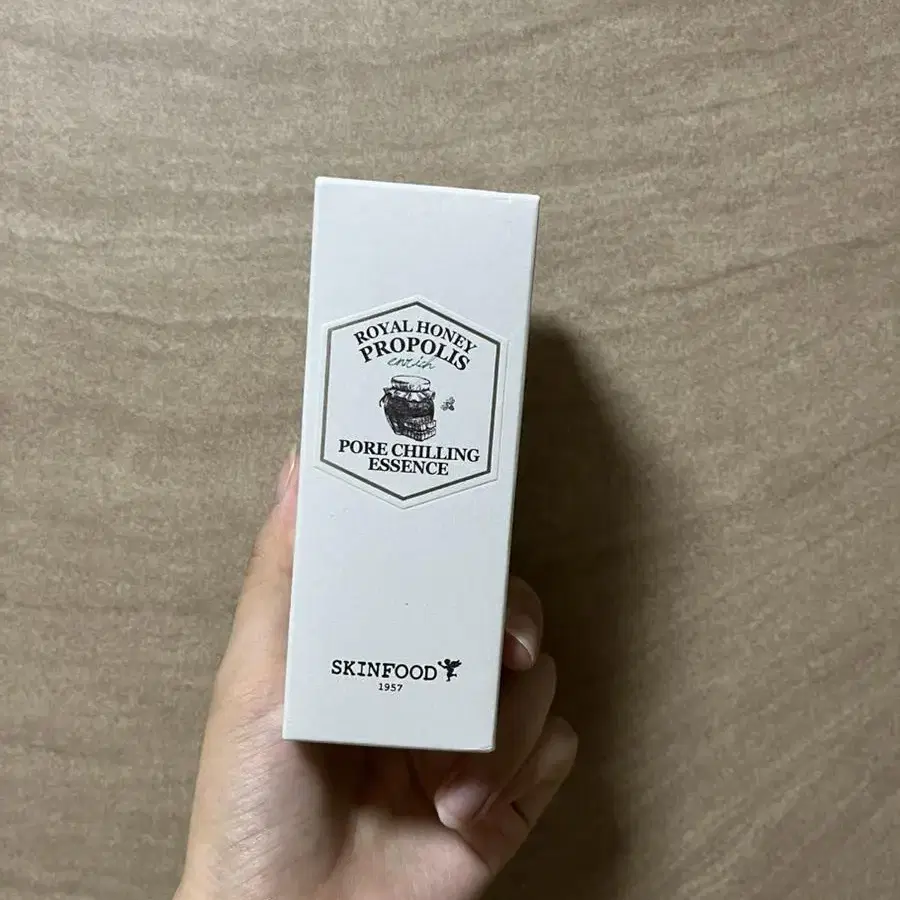 ROYAL HONEY
PROPOLIS
enrich
PORE CHILLING
ESSENCE
SKINFOOD
1957